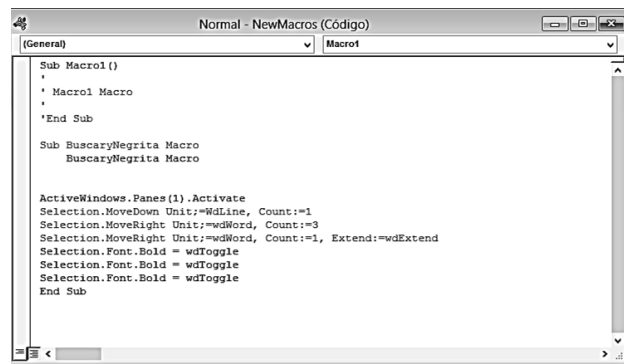 Normal - NewMacros (Código)
(General)
Macro1
Sub Macro1()
'
' Macro1 Macro
'
'End Sub
Sub BuscaryNegrita Macro
BuscaryNegrita Macro
ActiveWindows.Panes(1).Activate
Selection.MoveDown Unit;=WdLine, Count:=1
Selection.MoveRight Unit;=wdWord, Count:=3
Selection.MoveRight Unit;=wdWord, Count:=1, Extend:=wdExtend
Selection.Font.Bold = wdToggle
Selection.Font.Bold = wdToggle
Selection.Font.Bold = wdToggle
End Sub